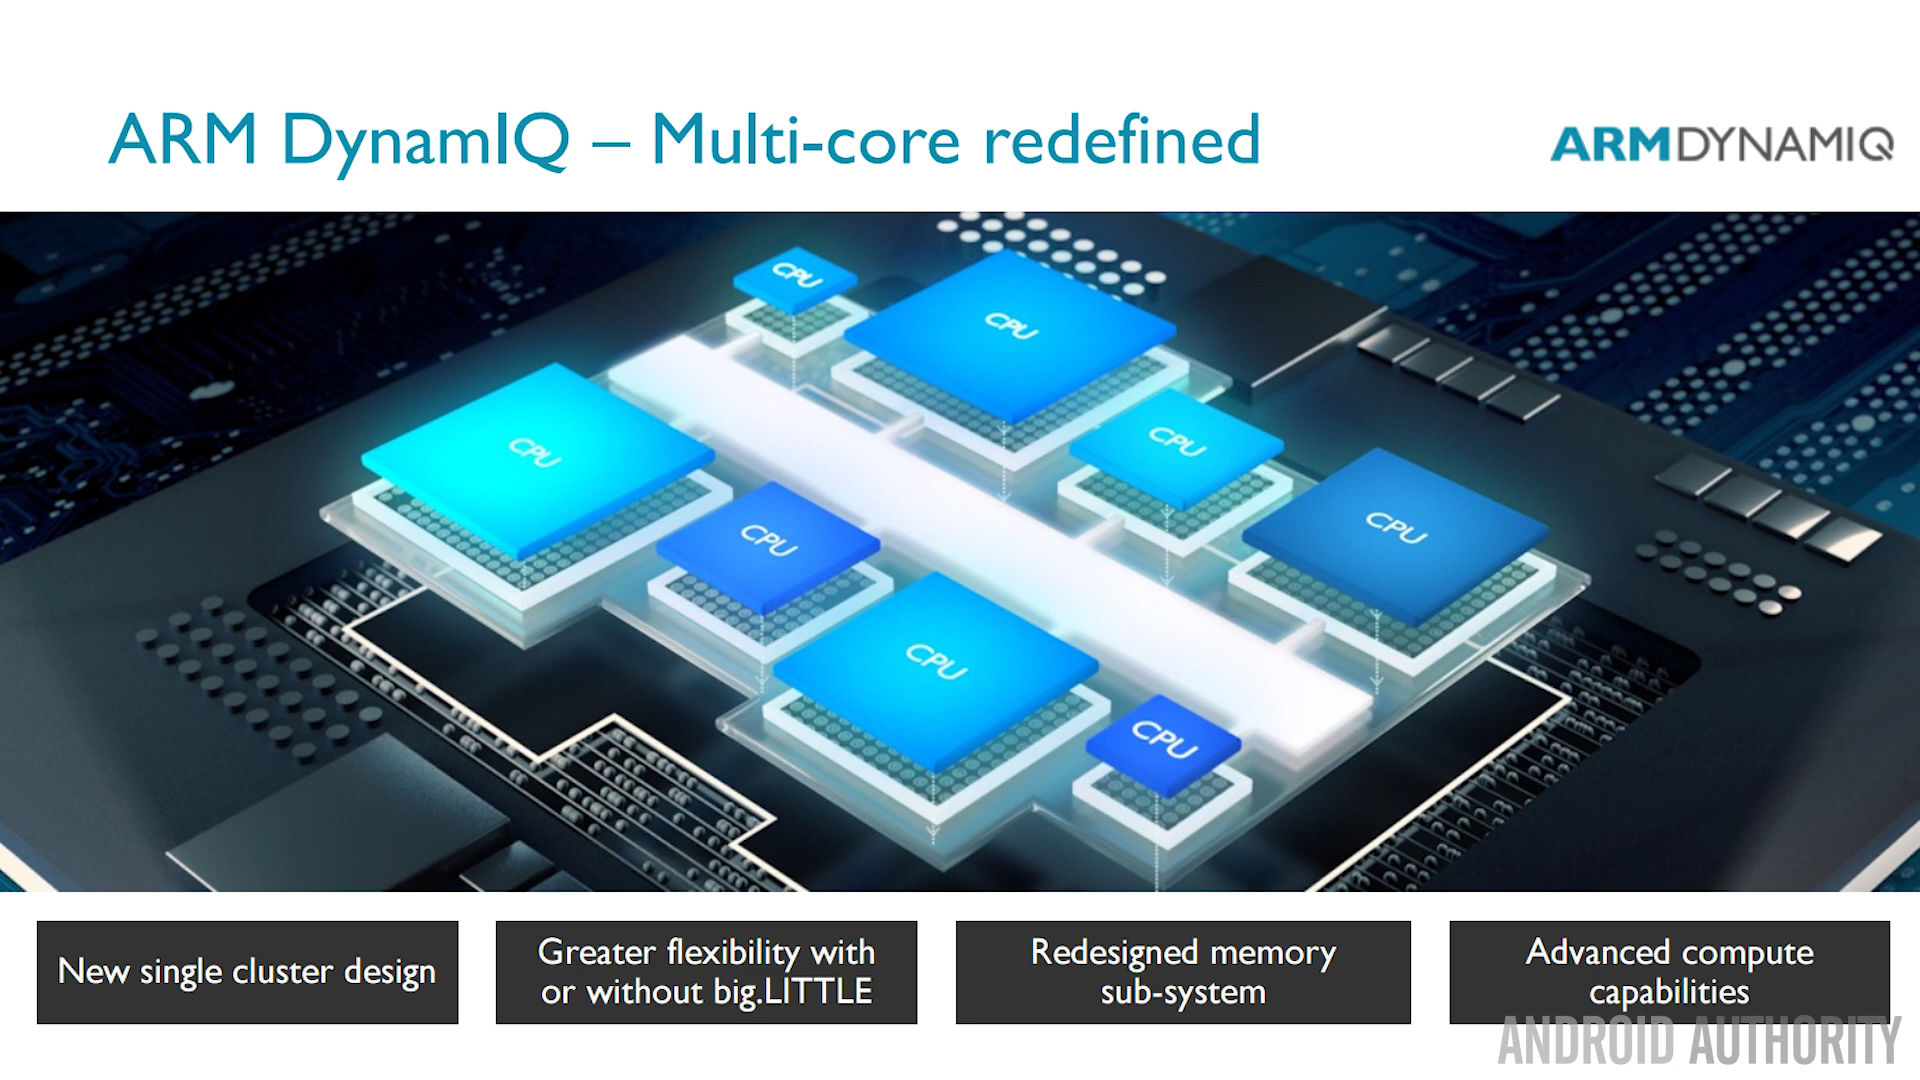 ARM DynamIQ – Multi-core redefined
ARMDYNAMIQ
CPU
CPU
CPU
CPU
CPU
CPU
CPU
CPU
New single cluster design
Greater flexibility with
or without big.LITTLE
Redesigned memory
sub-system
Advanced compute
capabilities
ANDROID AUTHORITY